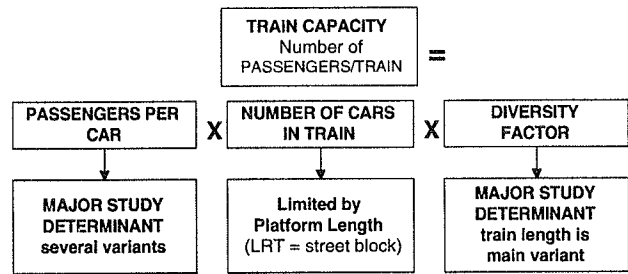 TRAIN CAPACITY
Number of
PASSENGERS/TRAIN
=
PASSENGERS PER
CAR
X
NUMBER OF CARS
IN TRAIN
X
DIVERSITY
FACTOR
MAJOR STUDY
DETERMINANT
several variants
Limited by
Platform Length
(LRT = street block)
MAJOR STUDY
DETERMINANT
train length is
main variant